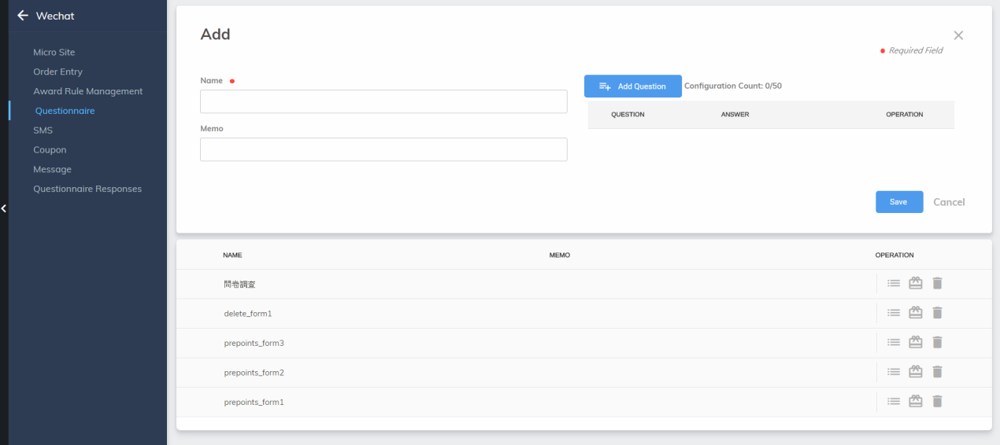 Wechat
Micro Site
Order Entry
Award Rule Management
Questionnaire
SMS
Coupon
Message
Questionnaire Responses
Add
Required Field
Name
Memo
Add Question
Configuration Count: 0/50
QUESTION ANSWER OPERATION
Save Cancel
NAME MEMO OPERATION
問卷調查
delete_form1
prepoints_form3
prepoints_form2
prepoints_form1